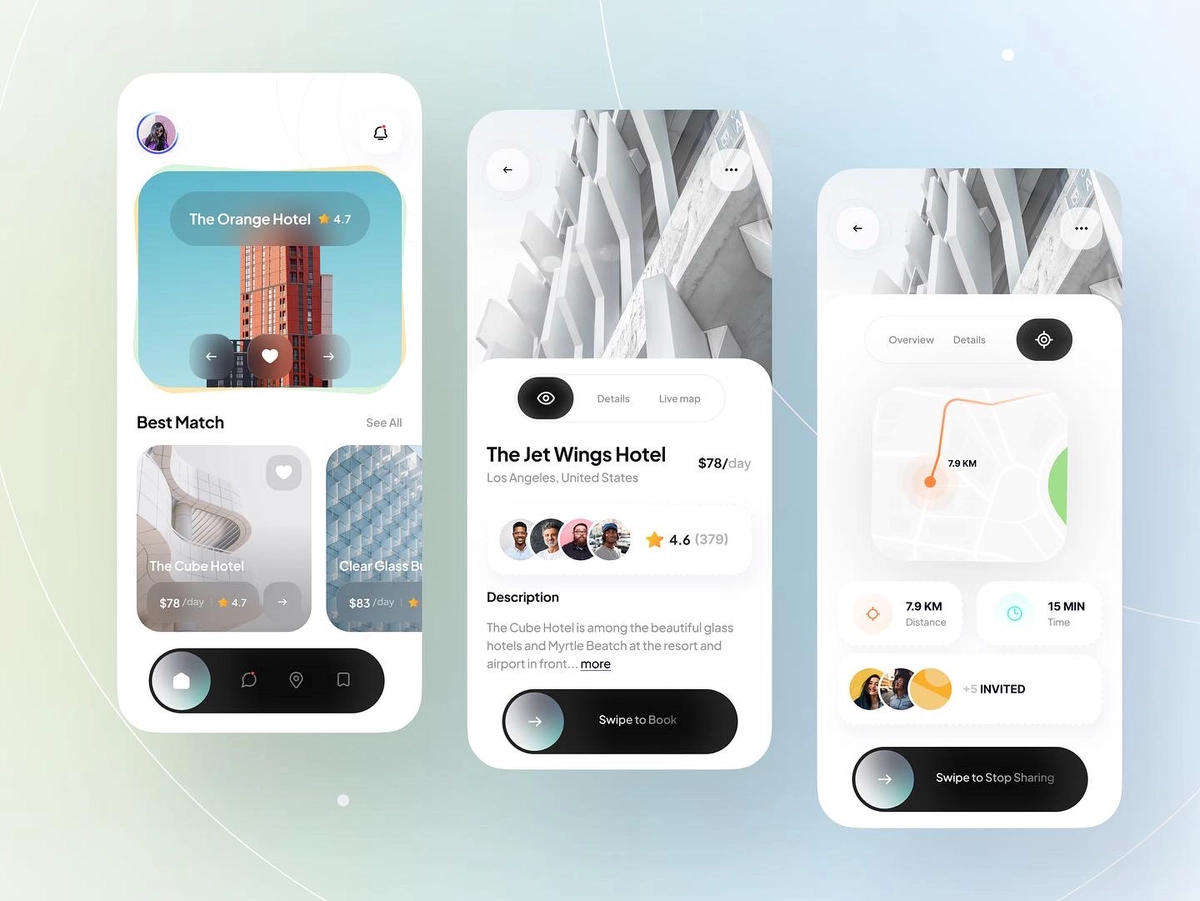 The Orange Hotel 4.7
Best Match
See All
The Cube Hotel
$78/day 4.7
Clear Glass Bu
$83/day
Details
Live map
The Jet Wings Hotel
Los Angeles, United States
$78/day
4.6 (379)
Description
The Cube Hotel is among the beautiful glass
hotels and Myrtle Beatch at the resort and
airport in front... more
Swipe to Book
Overview
Details
7.9 KM
7.9 KM
Distance
15 MIN
Time
+5 INVITED
Swipe to Stop Sharing